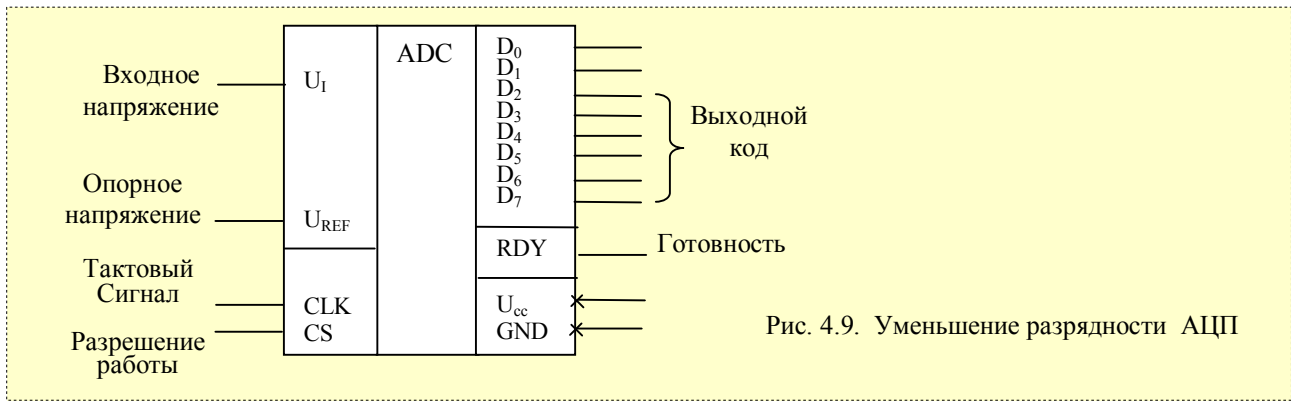 Входное
напряжение
Опорное
напряжение
Тактовый
Сигнал
Разрешение
работы
U_I
U_REF
CLK
CS
ADC
D_0
D_1
D_2
D_3
D_4
D_5
D_6
D_7
RDY
U_cc
GND
Выходной
код
Готовность
Рис. 4.9. Уменьшение разрядности АЦП